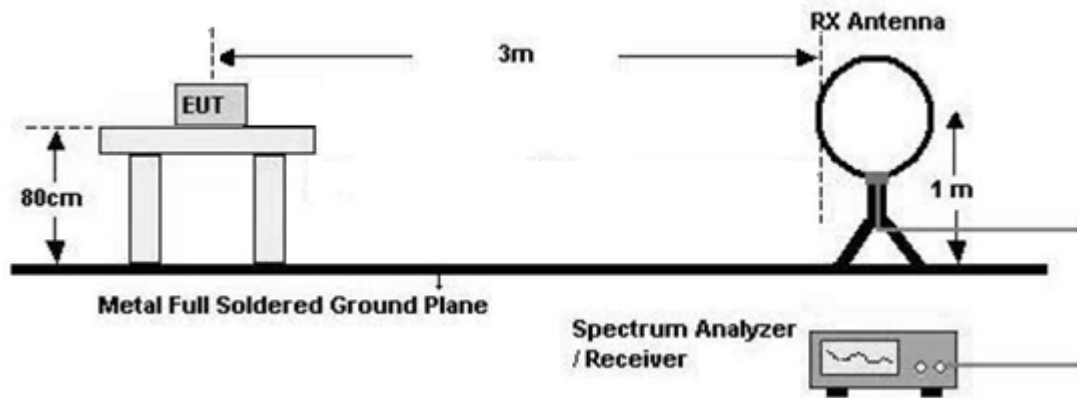 RX Antenna
3m
EUT
80cm
1 m
Metal Full Soldered Ground Plane
Spectrum Analyzer
/ Receiver